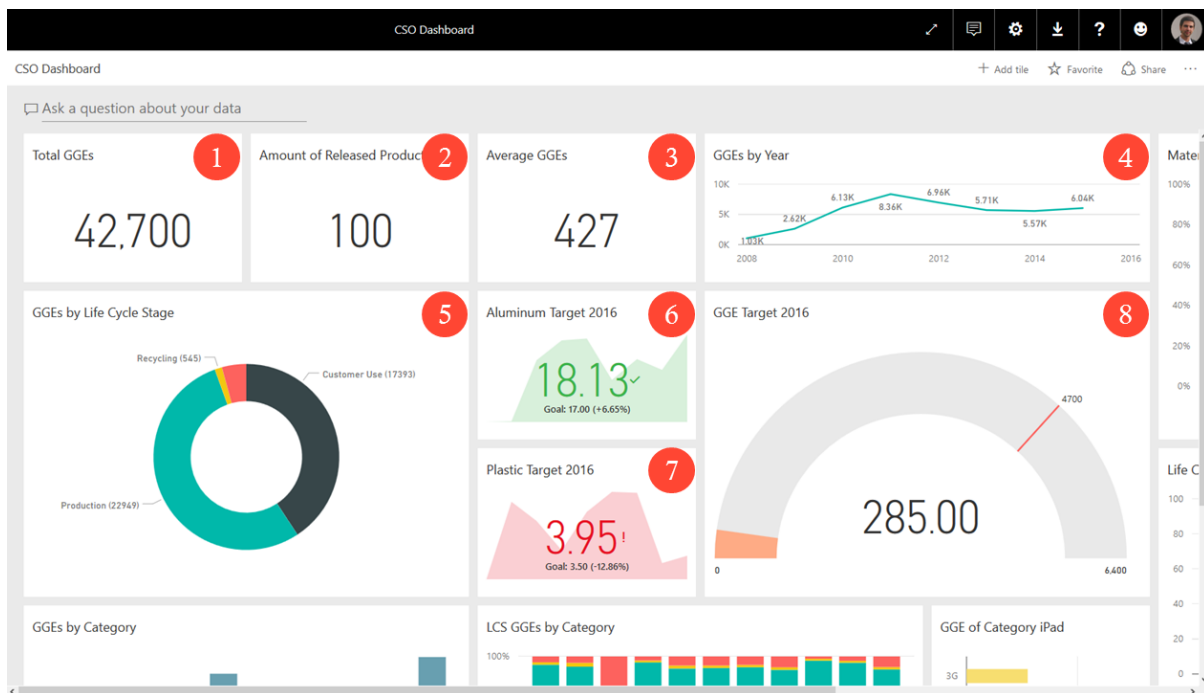 CSO Dashboard
?
CSO Dashboard
Add tile
Favorite
Share
...
Ask a question about your data
Total GGEs
1
42,700
Amount of Released Produc
2
100
Average GGEs
3
427
GGEs by Year
4
10K
5K
0K
1.03K
2.62K
6.13K
8.36K
6.96K
5.71K
5.57K
6.04K
2008
2010
2012
2014
2016
Mate
100%
80%
60%
40%
20%
0%
GGEs by Life Cycle Stage
5
Recycling (545)
Customer Use (17393)
Production (22949)
Aluminum Target 2016
6
18.13
Goal: 17.00 (+6.65%)
Plastic Target 2016
7
3.95!
Goal: 3.50 (-12.86%)
GGE Target 2016
8
4700
285.00
0
6,400
Life C
100
80
60
40
20
0
GGEs by Category
LCS GGEs by Category
100%
GGE of Category iPad
3G